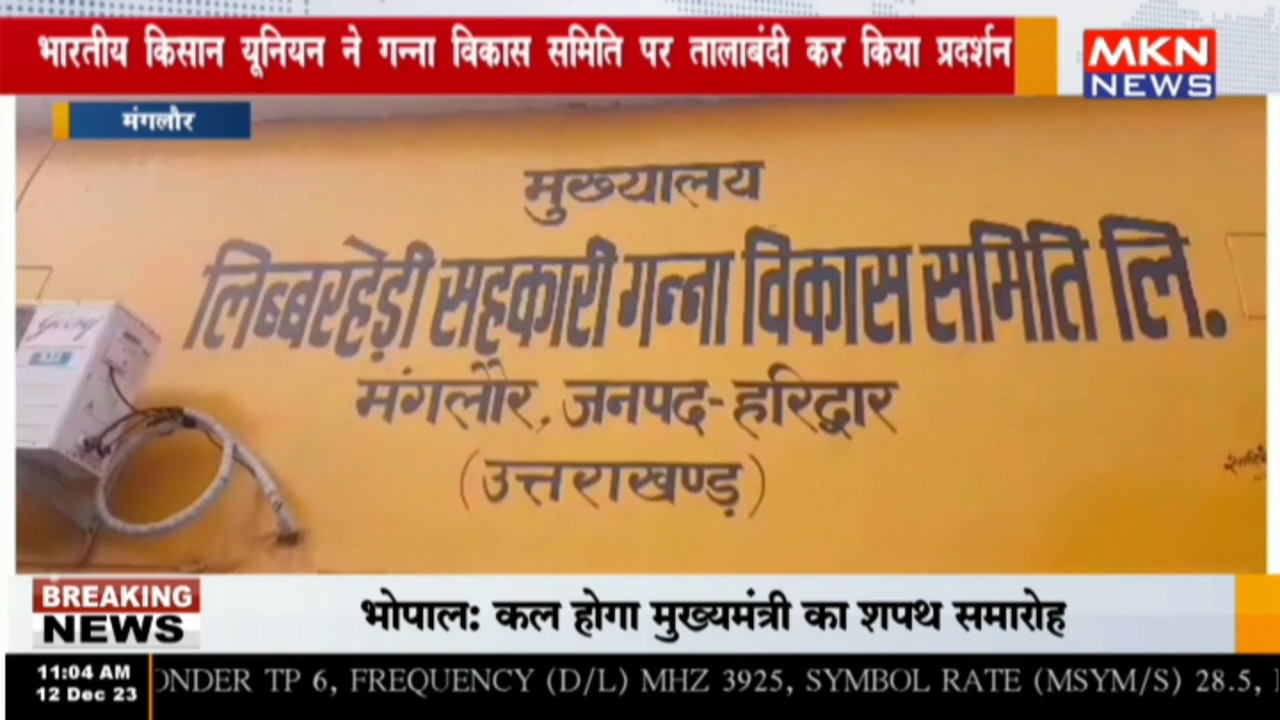 भारतीय किसान यूनियन ने गन्ना विकास समिति पर तालाबंदी कर किया प्रदर्शन
MKN
NEWS
मंगलौर
मुख्यालय
लिब्बरहेड़ी सहकारी गन्ना विकास समिति लि.
मंगलौर, जनपद-हरिद्वार
(उत्तराखण्ड़)
Godrej
BREAKING
NEWS
भोपाल: कल होगा मुख्यमंत्री का शपथ समारोह
11:04 AM
12 Dec 23
ONDER TP 6, FREQUENCY (D/L) MHZ 3925, SYMBOL RATE (MSYM/S) 28.5,